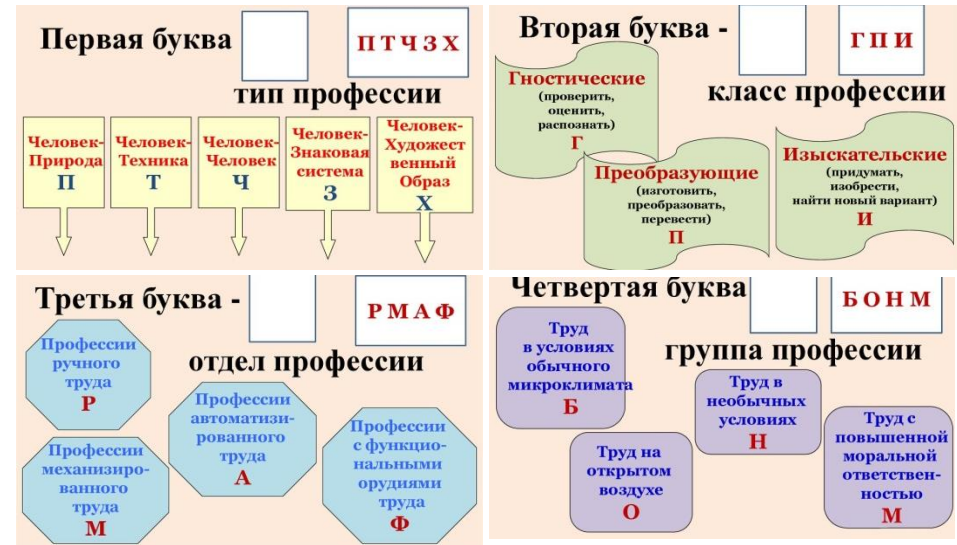 Первая буква
П Т Ч З Х
тип профессии
Человек-
Природа
П
Человек-
Техника
Т
Человек-
Человек
Ч
Человек-
Знаковая
система
З
Человек-
Художест
венный
Образ
Х
Вторая буква -
Г П И
класс профессии
Гностические
(проверить,
оценить,
распознать)
Г
Преобразующие
(изготовить,
преобразовать,
перевести)
П
Изыскательские
(придумать,
изобрести,
найти новый вариант)
И
Третья буква -
Р М А Ф
отдел профессии
Профессии
ручного
труда
Р
Профессии
механизиро-
ванного
труда
М
Профессии
автоматизи-
рованного
труда
А
Профессии
с функцио-
нальными
орудиями
труда
Ф
Четвертая буква
Б О Н М
группа профессии
Труд
в условиях
обычного
микроклимата
Б
Труд на
открытом
воздухе
О
Труд в
необычных
условиях
Н
Труд с
повышенной
моральной
ответствен-
ностью
М